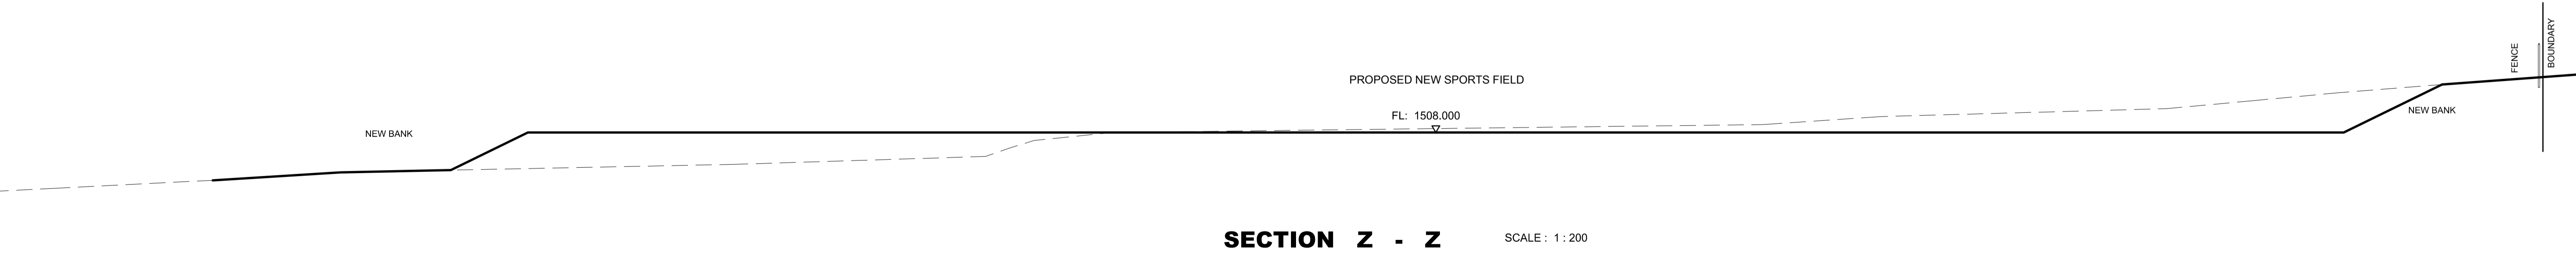 PROPOSED NEW SPORTS FIELD
FL: 1508.000
NEW BANK
NEW BANK
FENCE
BOUNDARY
SECTION Z - Z
SCALE : 1 : 200